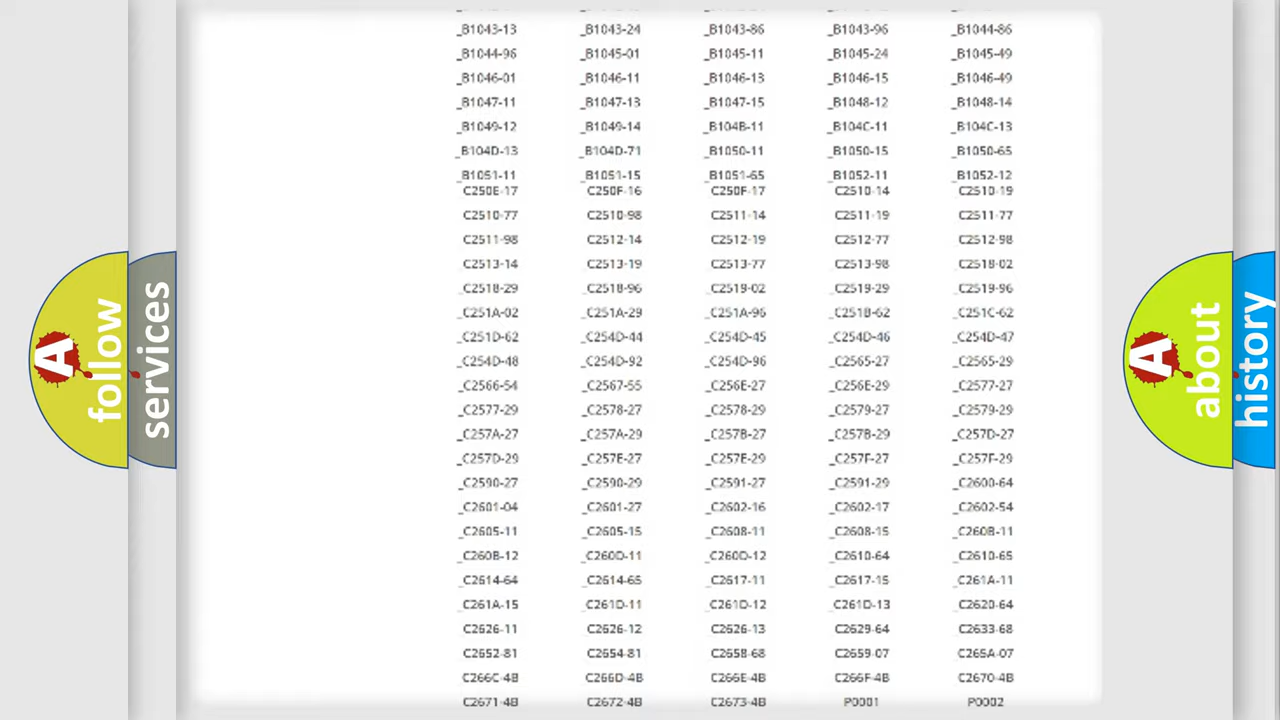 _B1043-13 _B1043-24 _B1043-86 _B1043-96 _B1044-86
_B1044-96 _B1045-01 _B1045-11 _B1045-24 _B1045-49
_B1046-01 _B1046-11 _B1046-13 _B1046-15 _B1046-49
_B1047-11 _B1047-13 _B1047-15 _B1048-12 _B1048-14
_B1049-12 _B1049-14 _B104B-11 _B104C-11 _B104C-13
_B104D-13 _B104D-71 _B1050-11 _B1050-15 _B1050-65
_B1051-11 _B1051-15 _B1051-65 _B1052-11 _B1052-12
C250E-17 C250F-16 C250F-17 C2510-14 C2510-19
C2510-77 C2510-98 C2511-14 C2511-19 C2511-77
C2511-98 C2512-14 C2512-19 C2512-77 C2512-98
C2513-14 C2513-19 C2513-77 C2513-98 C2518-02
_C2518-29 _C2518-96 _C2519-02 _C2519-29 _C2519-96
_C251A-02 _C251A-29 _C251A-96 _C251B-62 _C251C-62
_C251D-62 _C254D-44 _C254D-45 _C254D-46 _C254D-47
_C254D-48 _C254D-92 _C254D-96 _C2565-27 _C2565-29
_C2566-54 _C2567-55 _C256E-27 _C256E-29 _C2577-27
_C2577-29 _C2578-27 _C2578-29 _C2579-27 _C2579-29
_C257A-27 _C257A-29 _C257B-27 _C257B-29 _C257D-27
_C257D-29 _C257E-27 _C257E-29 _C257F-27 _C257F-29
_C2590-27 _C2590-29 _C2591-27 _C2591-29 _C2600-64
_C2601-04 _C2601-27 _C2602-16 _C2602-17 _C2602-54
_C2605-11 _C2605-15 _C2608-11 _C2608-15 _C260B-11
_C260B-12 _C260D-11 _C260D-12 _C2610-64 _C2610-65
_C2614-64 _C2614-65 _C2617-11 _C2617-15 _C261A-11
_C261A-15 _C261D-11 _C261D-12 _C261D-13 _C2620-64
C2626-11 C2626-12 C2626-13 C2629-64 C2633-68
C2652-81 C2654-81 C2658-68 C2659-07 C265A-07
C266C-4B C266D-4B C266E-4B C266F-4B C2670-4B
C2671-4B C2672-4B C2673-4B P0001 P0002
A follow
services
A about
history